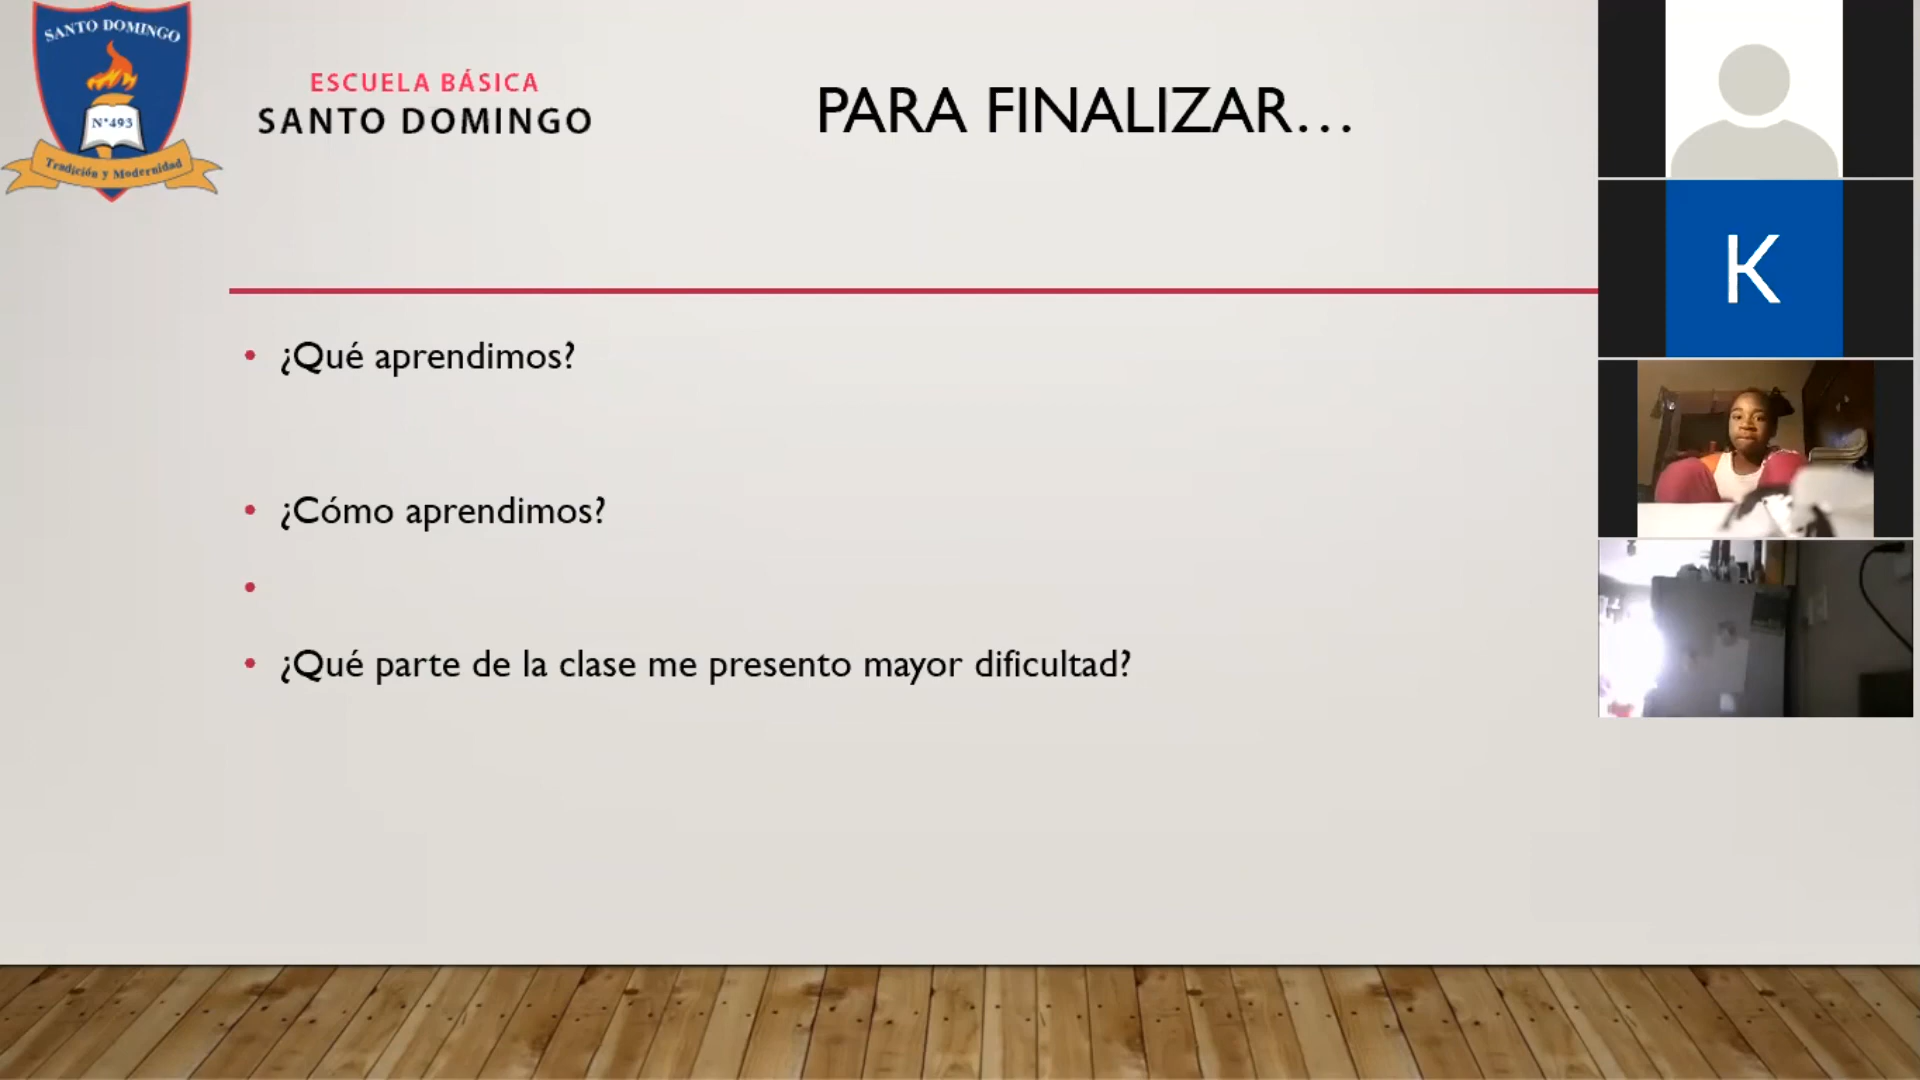 SANTO DOMINGO
N°493
Tradición y Modernidad
ESCUELA BÁSICA
SANTO DOMINGO
PARA FINALIZAR...
K
• ¿Qué aprendimos?
• ¿Cómo aprendimos?
•
• ¿Qué parte de la clase me presento mayor dificultad?